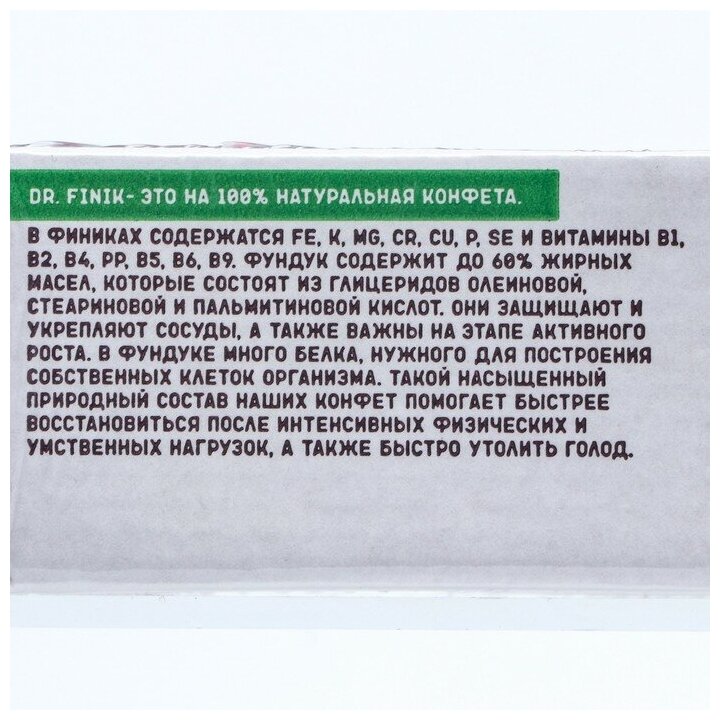 DR. FINIK- ЭТО НА 100% НАТУРАЛЬНАЯ КОНФЕТА.
В ФИНИКАХ СОДЕРЖАТСЯ FE, K, MG, CR, CU, P, SE И ВИТАМИНЫ B1,
B2, B4, PP, B5, B6, B9. ФУНДУК СОДЕРЖИТ ДО 60% ЖИРНЫХ
МАСЕЛ, КОТОРЫЕ СОСТОЯТ ИЗ ГЛИЦЕРИДОВ ОЛЕИНОВОЙ,
СТЕАРИНОВОЙ И ПАЛЬМИТИНОВОЙ КИСЛОТ. ОНИ ЗАЩИЩАЮТ И
УКРЕПЛЯЮТ СОСУДЫ, А ТАКЖЕ ВАЖНЫ НА ЭТАПЕ АКТИВНОГО
РОСТА. В ФУНДУКЕ МНОГО БЕЛКА, НУЖНОГО ДЛЯ ПОСТРОЕНИЯ
СОБСТВЕННЫХ КЛЕТОК ОРГАНИЗМА. ТАКОЙ НАСЫЩЕННЫЙ
ПРИРОДНЫЙ СОСТАВ НАШИХ КОНФЕТ ПОМОГАЕТ БЫСТРЕЕ
ВОССТАНОВИТЬСЯ ПОСЛЕ ИНТЕНСИВНЫХ ФИЗИЧЕСКИХ И
УМСТВЕННЫХ НАГРУЗОК, А ТАКЖЕ БЫСТРО УТОЛИТЬ ГОЛОД.